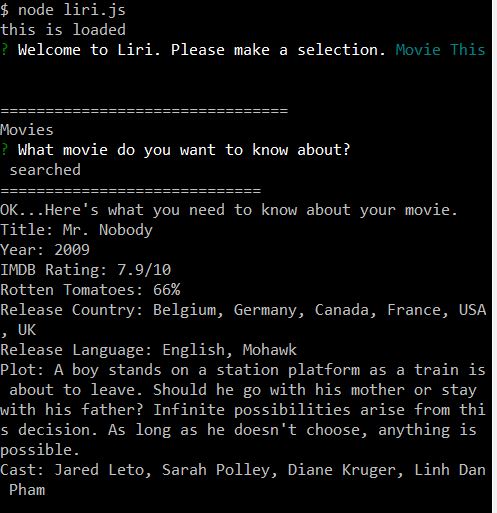 $ node liri.js
this is loaded
? Welcome to Liri. Please make a selection. Movie This
================================
Movies
? What movie do you want to know about?
searched
=============================
OK...Here's what you need to know about your movie.
Title: Mr. Nobody
Year: 2009
IMDB Rating: 7.9/10
Rotten Tomatoes: 66%
Release Country: Belgium, Germany, Canada, France, USA
, UK
Release Language: English, Mohawk
Plot: A boy stands on a station platform as a train is
about to leave. Should he go with his mother or stay
with his father? Infinite possibilities arise from thi
s decision. As long as he doesn't choose, anything is
possible.
Cast: Jared Leto, Sarah Polley, Diane Kruger, Linh Dan
Pham